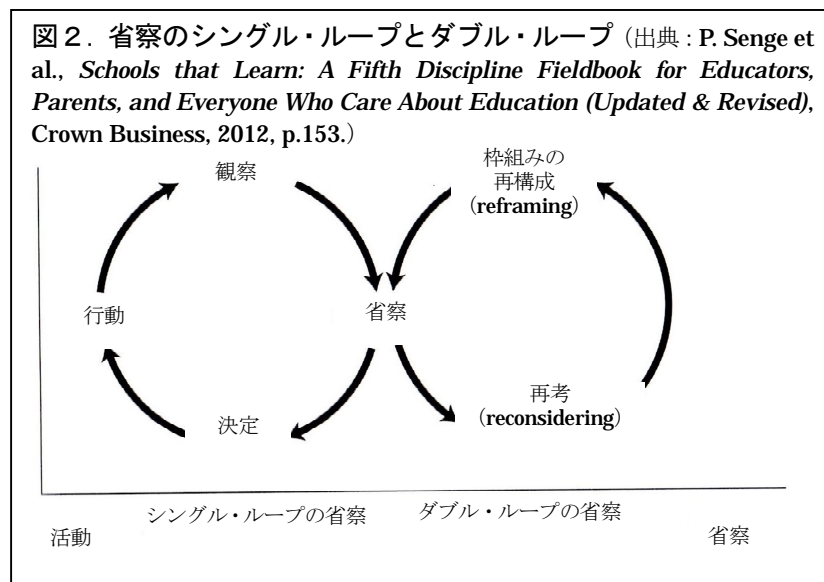 図２. 省察のシングル・ループとダブル・ループ（出典 : P. Senge et
al., Schools that Learn: A Fifth Discipline Fieldbook for Educators,
Parents, and Everyone Who Care About Education (Updated & Revised),
Crown Business, 2012, p.153.）
観察
枠組みの
再構成
(reframing)
行動
省察
決定
再考
(reconsidering)
シングル・ループの省察
ダブル・ループの省察
活動
省察